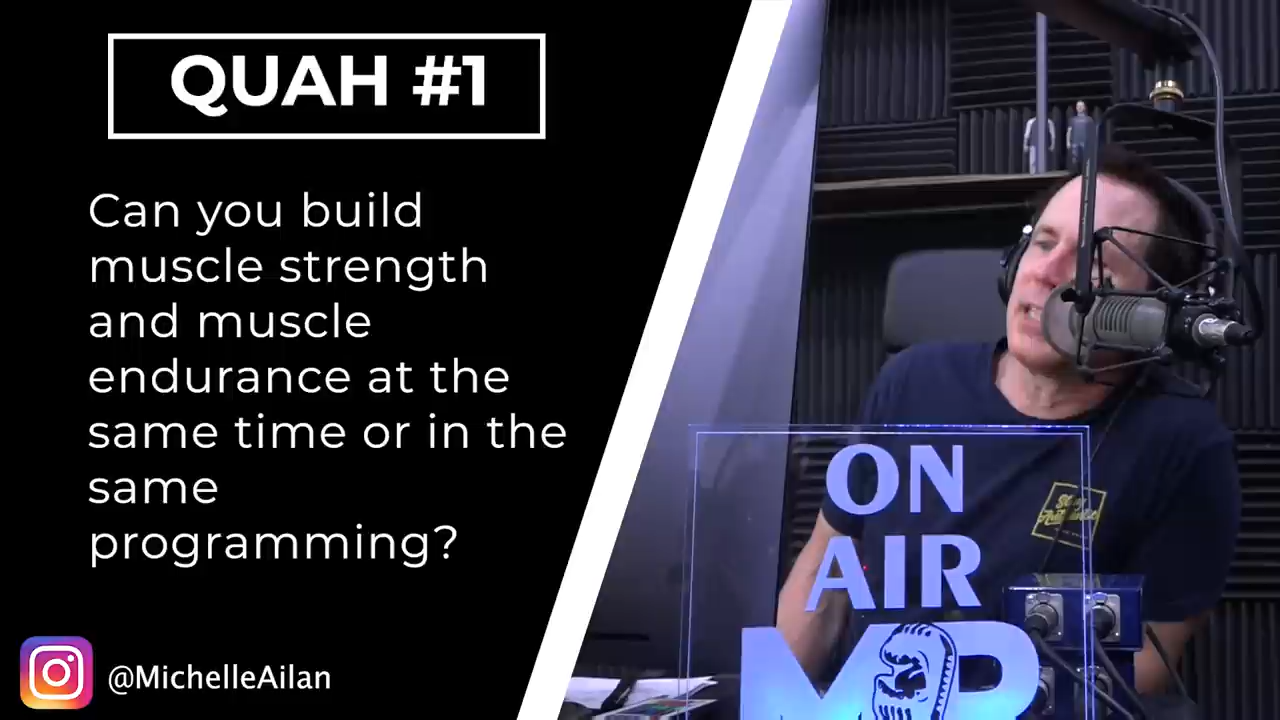 QUAH #1
Can you build
muscle strength
and muscle
endurance at the
same time or in the
same
programming?
@MichelleAilan
ON
AIR
MP